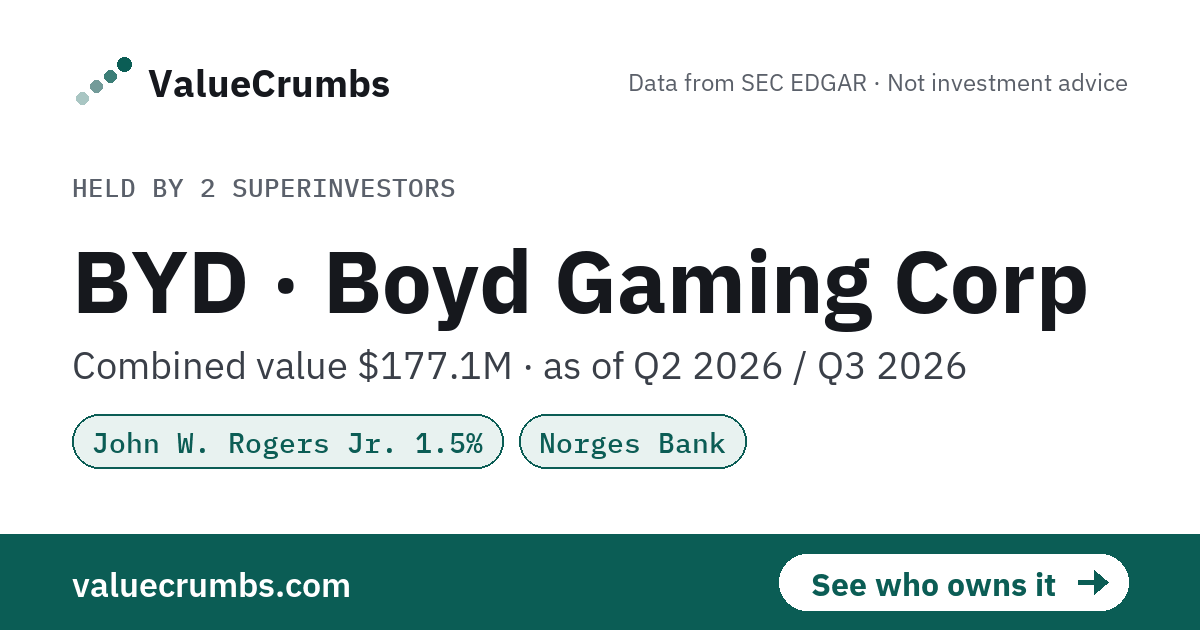 ValueCrumbs
Data from SEC EDGAR · Not investment advice
HELD BY 2 SUPERINVESTORS
BYD · Boyd Gaming Corp
Combined value $177.1M · as of Q2 2026 / Q3 2026
John W. Rogers Jr. 1.5%
Norges Bank
valuecrumbs.com
See who owns it →